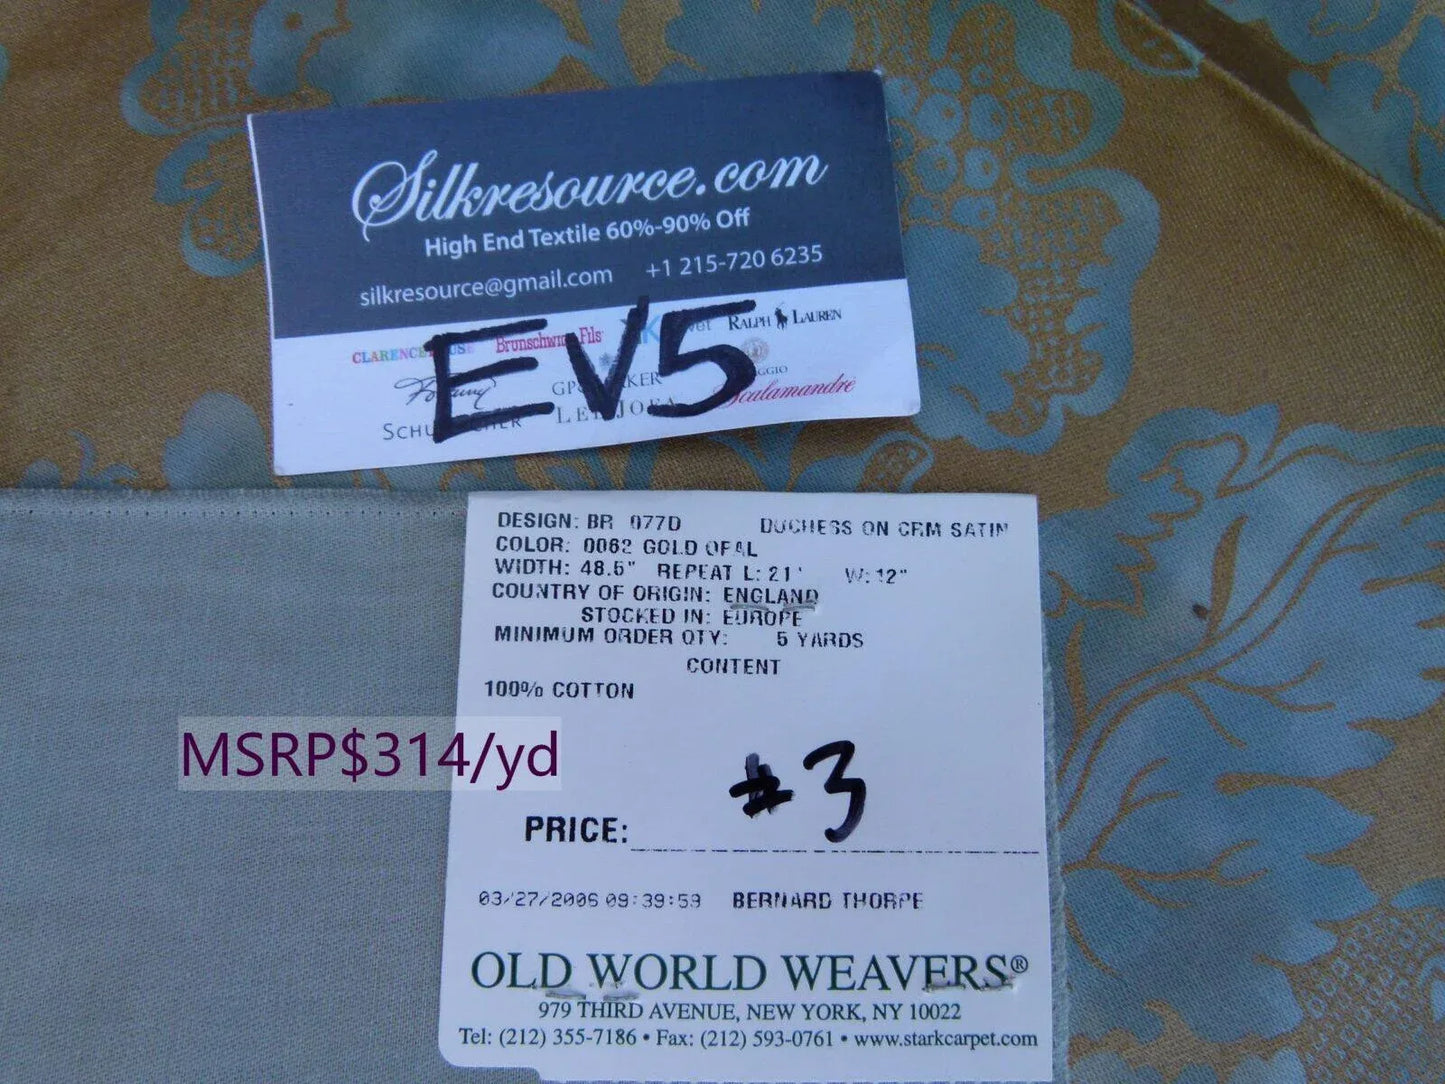 Silkresource.com
High End Textile 60%-90% Off
silkresource@gmail.com +1 215-720 6235
EV5
Brunschwig Fils
RALPH LAUREN
Scalamandré
DESIGN: BR 077D DUCHESS ON CRM SATIN
COLOR: 0062 GOLD OPAL
WIDTH: 48.5" REPEAT L: 21' W: 12"
COUNTRY OF ORIGIN: ENGLAND
STOCKED IN: EUROPE
MINIMUM ORDER QTY: 5 YARDS
CONTENT
100% COTTON
MSRP$314/yd
#3
PRICE:
03/27/2006 09:39:59 BERNARD THORPE
OLD WORLD WEAVERS®
979 THIRD AVENUE, NEW YORK, NY 10022
Tel: (212) 355-7186 • Fax: (212) 593-0761 • www.starkcarpet.com